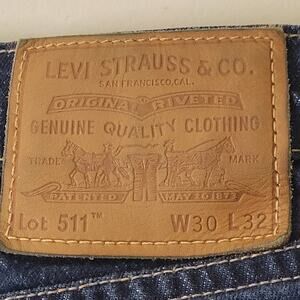 LEVI STRAUSS & CO.
SAN FRANCISCO, CAL.
ORIGINAL RIVETED
GENUINE QUALITY CLOTHING
TRADE MARK
PATENTED MAY 20 1873
Lot 511™ W30 L32